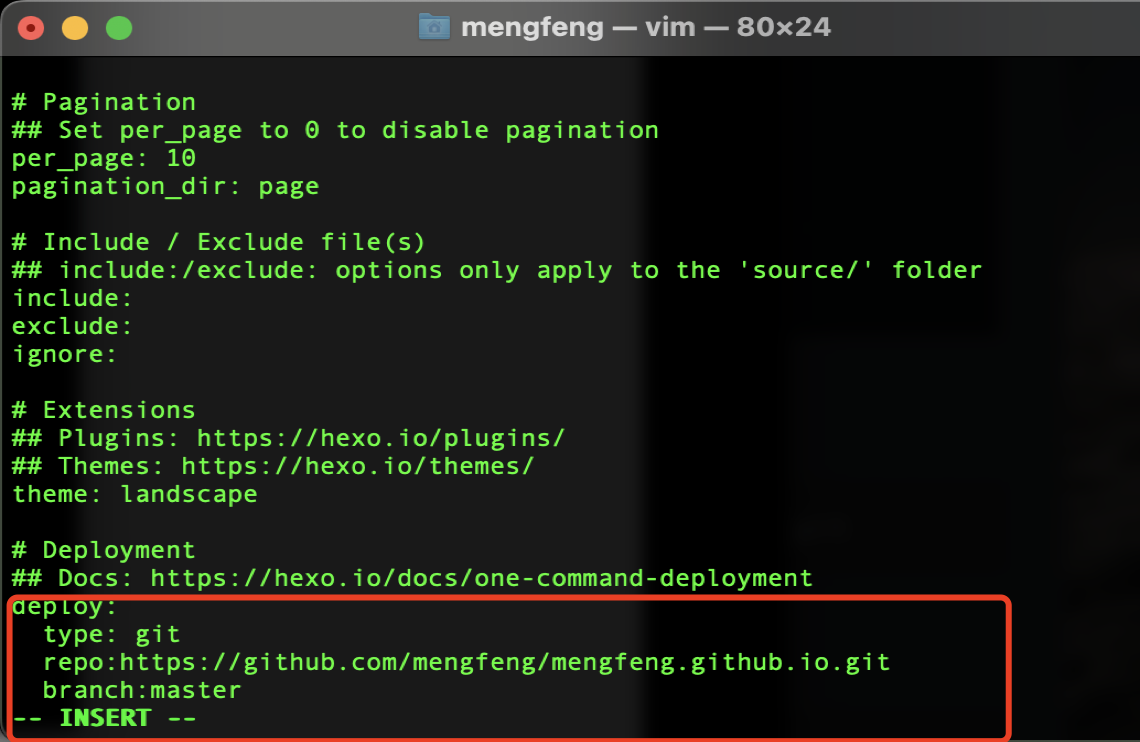 mengfeng — vim — 80×24
# Pagination
## Set per_page to 0 to disable pagination
per_page: 10
pagination_dir: page
# Include / Exclude file(s)
## include:/exclude: options only apply to the 'source/' folder
include:
exclude:
ignore:
# Extensions
## Plugins: https://hexo.io/plugins/
## Themes: https://hexo.io/themes/
theme: landscape
# Deployment
## Docs: https://hexo.io/docs/one-command-deployment
deploy:
  type: git
  repo:https://github.com/mengfeng/mengfeng.github.io.git
  branch:master
-- INSERT --